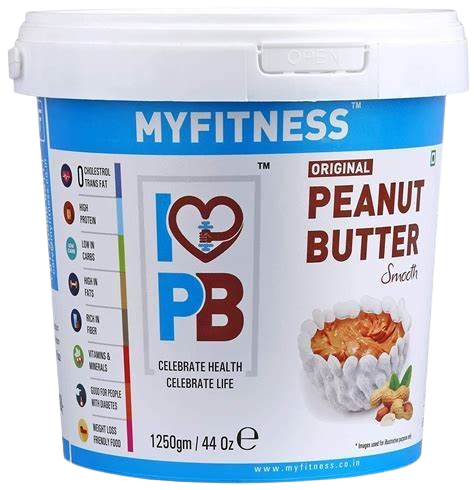 OPEN
MYFITNESS™
0 CHOLESTROL
TRANS FAT
HIGH
PROTEIN
LOW IN
CARBS
HIGH IN
FATS
RICH IN
FIBER
VITAMINS &
MINERALS
GOOD FOR PEOPLE
WITH DIABETES
WEIGHT LOSS
FRIENDLY FOOD
™
I
PB
CELEBRATE HEALTH
CELEBRATE LIFE
1250gm / 44 Oz e
ORIGINAL
PEANUT
BUTTER
Smooth
* Images used for illustrative purpose only
www.myfitness.co.in